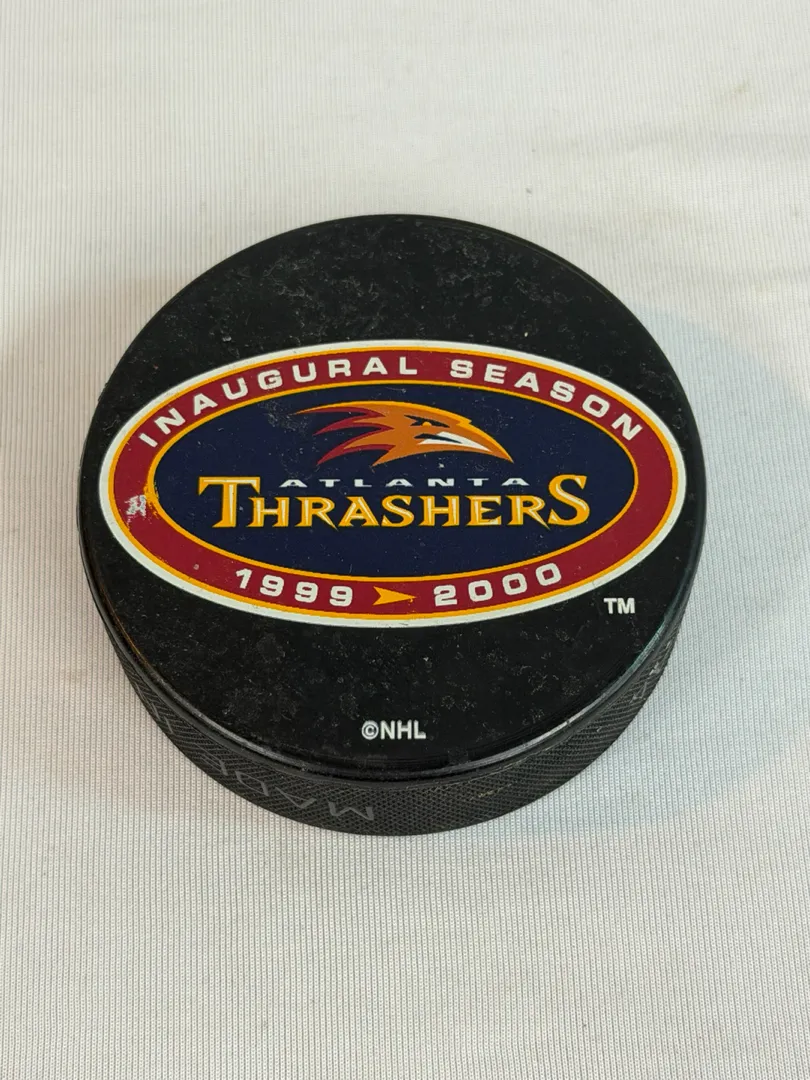 INAUGURAL SEASON
ATLANTA
THRASHERS
1999 2000
TM
©NHL